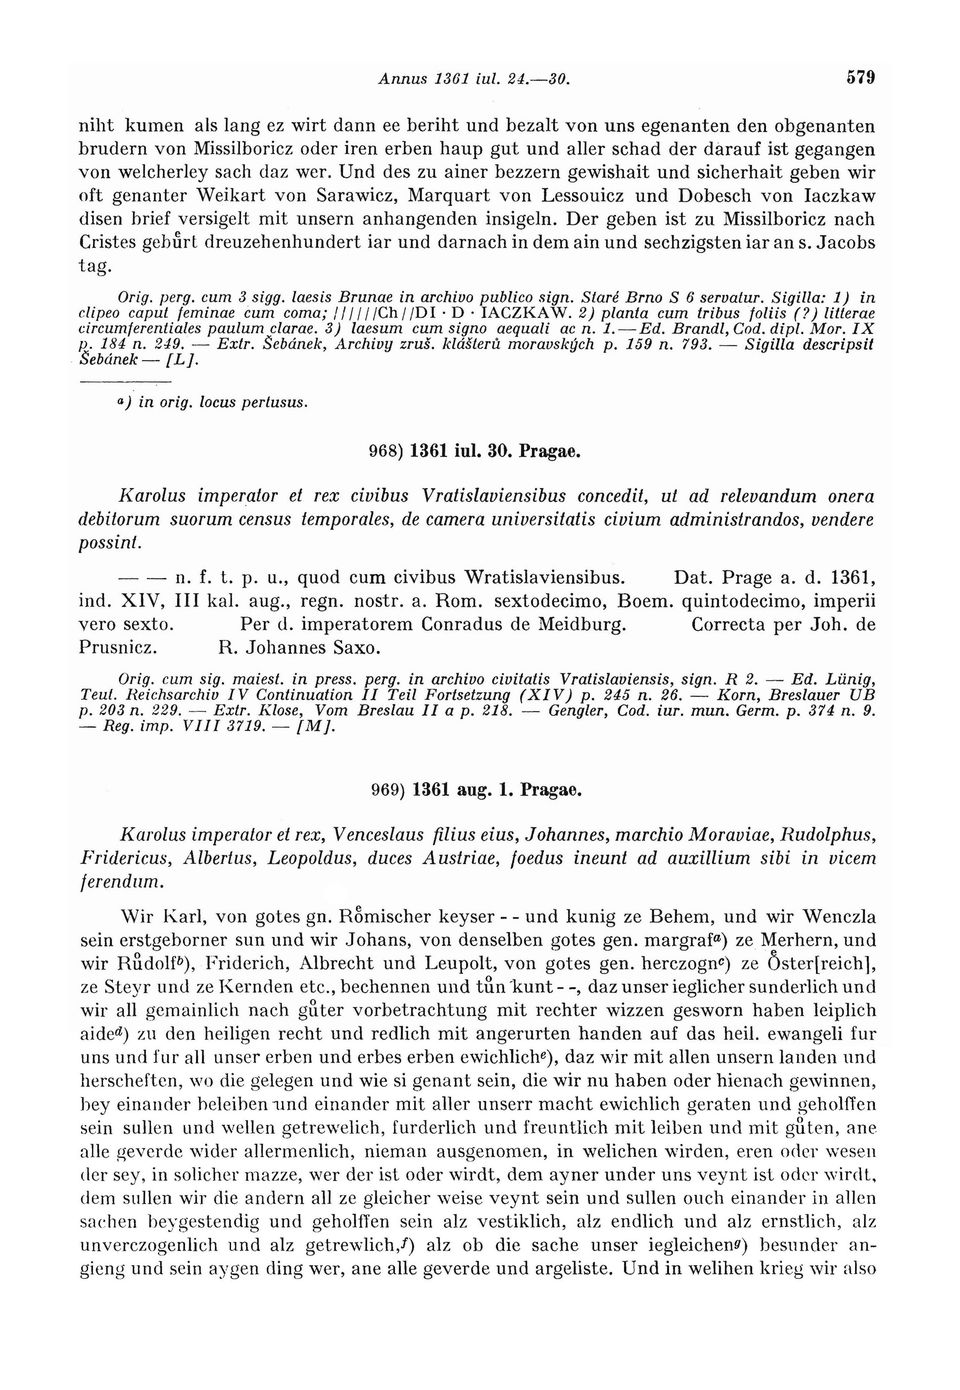 Annus 1361 iul. 24.—30. 579
niht kumen als lang ez wirt dann ee beriht und bezalt von uns egenanten den obgenanten
brudern von Missilboricz oder iren erben haup gut und aller schad der darauf ist gegangen
von welcherley sach daz wer. Und des zu ainer bezzern gewishait und sicherhait geben wir
oft genanter Weikart von Sarawicz, Marquart von Lessouicz und Dobesch von Iaczkaw
disen brief versigelt mit unsern anhangenden insigeln. Der geben ist zu Missilboricz nach
Cristes gebuͤrt dreuzehenhundert iar und darnach in dem ain und sechzigsten iar an s. Jacobs
tag.
Orig. perg. cum 3 sigg. laesis Brunae in archivo publico sign. Staré Brno S 6 servatur. Sigilla: 1) in
clipeo caput feminae cum coma; //////Ch//DI · D · IACZKAW. 2) planta cum tribus foliis (?) litterae
circumferentiales paulum clarae. 3) laesum cum signo aequali ac n. 1.—Ed. Brandl, Cod. dipl. Mor. IX
p. 184 n. 249. — Extr. Šebánek, Archivy zruš. klášterů moravských p. 159 n. 793. — Sigilla descripsit
Šebánek — [L].
a) in orig. locus pertusus.
968) 1361 iul. 30. Pragae.
Karolus imperator et rex civibus Vratislaviensibus concedit, ut ad relevandum onera
debitorum suorum census temporales, de camera universitatis civium administrandos, vendere
possint.
— — n. f. t. p. u., quod cum civibus Wratislaviensibus. Dat. Prage a. d. 1361,
ind. XIV, III kal. aug., regn. nostr. a. Rom. sextodecimo, Boem. quintodecimo, imperii
vero sexto. Per d. imperatorem Conradus de Meidburg. Correcta per Joh. de
Prusnicz. R. Johannes Saxo.
Orig. cum sig. maiest. in press. perg. in archivo civitatis Vratislaviensis, sign. R 2. — Ed. Lünig,
Teut. Reichsarchiv IV Continuation II Teil Fortsetzung (XIV) p. 245 n. 26. — Korn, Breslauer UB
p. 203 n. 229. — Extr. Klose, Vom Breslau II a p. 218. — Gengler, Cod. iur. mun. Germ. p. 374 n. 9.
— Reg. imp. VIII 3719. — [M].
969) 1361 aug. 1. Pragae.
Karolus imperator et rex, Venceslaus filius eius, Johannes, marchio Moraviae, Rudolphus,
Fridericus, Albertus, Leopoldus, duces Austriae, foedus ineunt ad auxillium sibi in vicem
ferendum.
Wir Karl, von gotes gn. Roͤmischer keyser - - und kunig ze Behem, und wir Wenczla
sein erstgeborner sun und wir Johans, von denselben gotes gen. margrafa) ze Merhern, und
wir Růdolfb), Friderich, Albrecht und Leupolt, von gotes gen. herczognc) ze Oͤster[reich],
ze Steyr und ze Kernden etc., bechennen und tůn kunt- -, daz unser ieglicher sunderlich und
wir all gemainlich nach gůter vorbetrachtung mit rechter wizzen gesworn haben leiplich
aided) zu den heiligen recht und redlich mit angerurten handen auf das heil. ewangeli fur
uns und fur all unser erben und erbes erben ewichliche), daz wir mit allen unsern landen und
herscheften, wo die gelegen und wie si genant sein, die wir nu haben oder hienach gewinnen,
bey einander beleiben und einander mit aller unserr macht ewichlich geraten und geholffen
sein sullen und wellen getrewelich, furderlich und freuntlich mit leiben und mit gůten, ane
alle geverde wider allermenlich, nieman ausgenomen, in welichen wirden, eren oder wesen
der sey, in solicher mazze, wer der ist oder wirdt, dem ayner under uns veynt ist oder wirdt,
dem sullen wir die andern all ze gleicher weise veynt sein und sullen ouch einander in allen
sachen beygestendig und geholffen sein alz vestiklich, alz endlich und alz ernstlich, alz
unverczogenlich und alz getrewlich,f) alz ob die sache unser iegleicheng) besunder an-
gieng und sein aygen ding wer, ane alle geverde und argeliste. Und in welihen krieg wir also